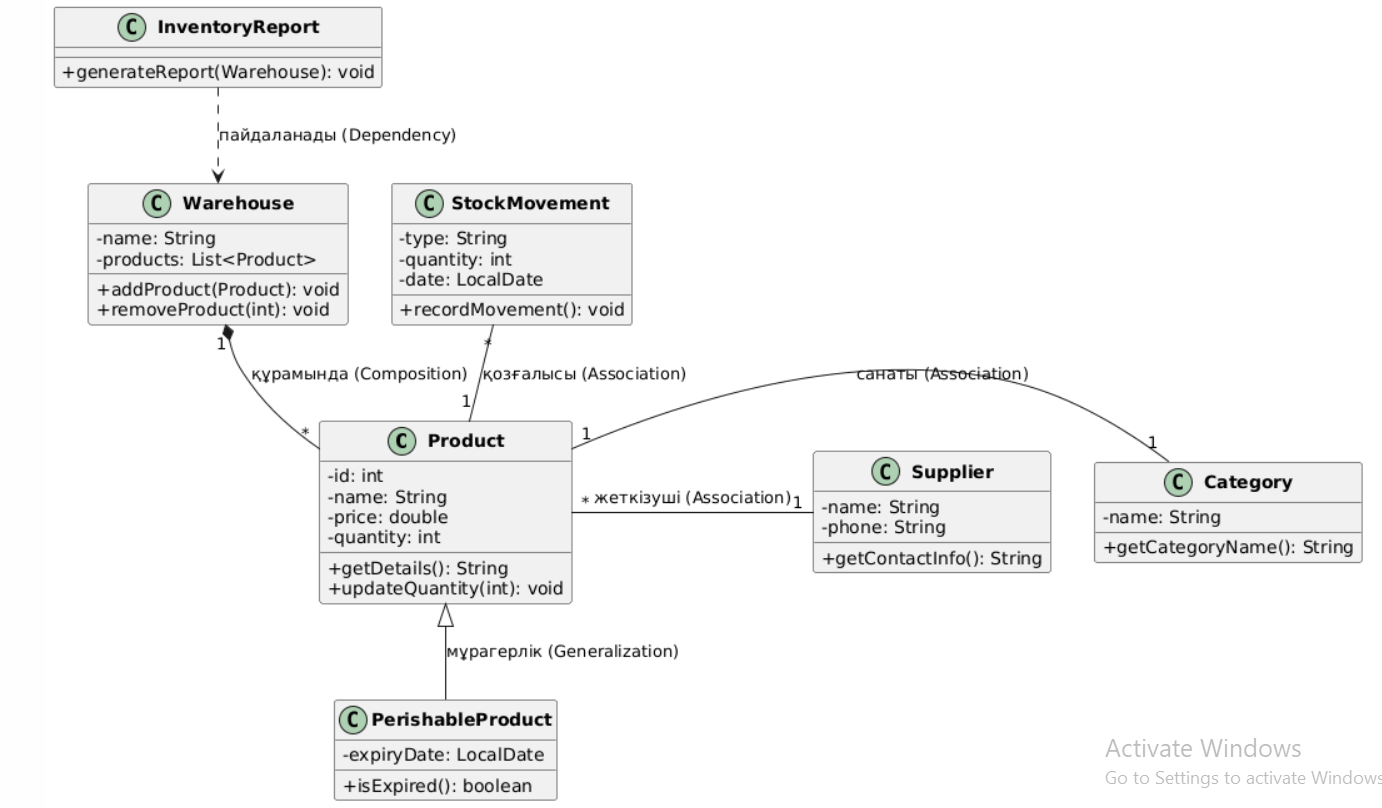 C InventoryReport
+generateReport(Warehouse): void
пайдаланады (Dependency)
C Warehouse
-name: String
-products: List<Product>
+addProduct(Product): void
+removeProduct(int): void
C StockMovement
-type: String
-quantity: int
-date: LocalDate
+recordMovement(): void
1
*
құрамында (Composition)
қозғалысы (Association)
санаты (Association)
*
1
1
1
C Product
-id: int
-name: String
-price: double
-quantity: int
+getDetails(): String
+updateQuantity(int): void
* жеткізуші (Association) 1
C Supplier
-name: String
-phone: String
+getContactInfo(): String
C Category
-name: String
+getCategoryName(): String
мұрагерлік (Generalization)
C PerishableProduct
-expiryDate: LocalDate
+isExpired(): boolean
Activate Windows
Go to Settings to activate Windows